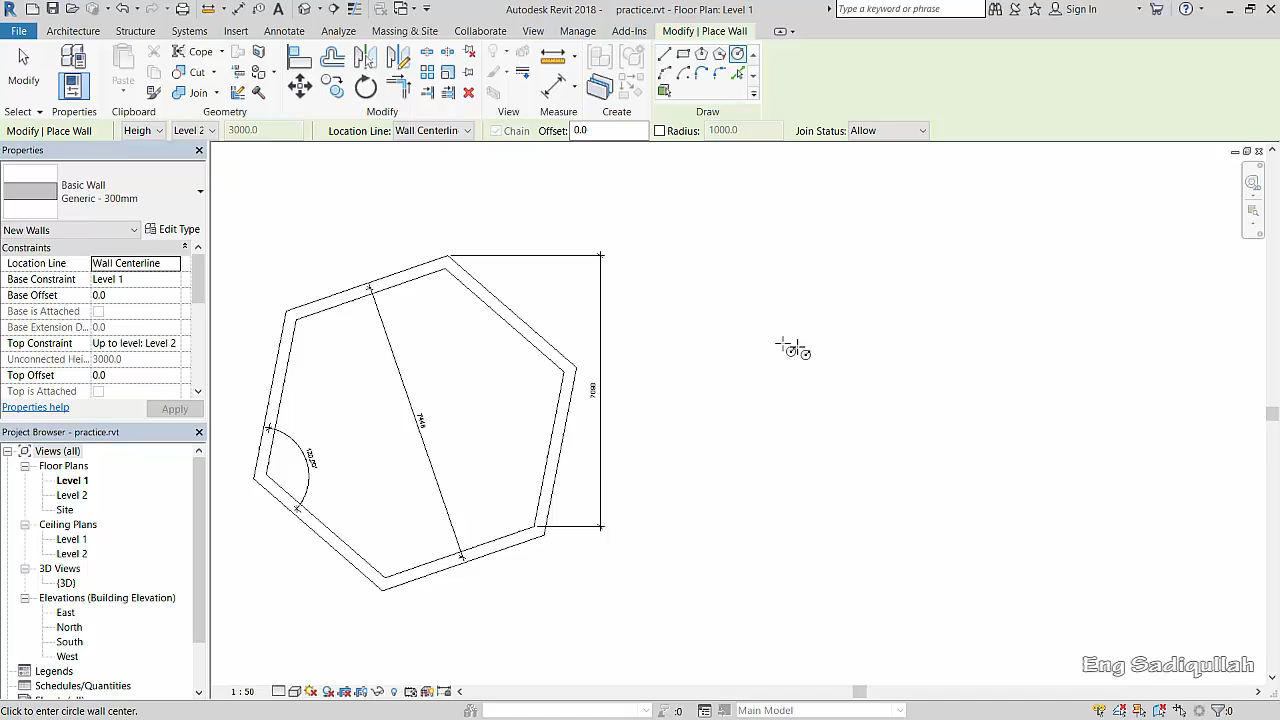 Autodesk Revit 2018 - practice.rvt - Floor Plan: Level 1
Type a keyword or phrase
Sign In
File Architecture Structure Systems Insert Annotate Analyze Massing & Site Collaborate View Manage Add-Ins Modify | Place Wall
Modify Paste Cope Cut Join
Select Properties Clipboard Geometry Modify View Measure Create Draw
Modify | Place Wall Heigh Level 2 3000.0 Location Line: Wall Centerlin Chain Offset: 0.0 Radius: 1000.0 Join Status: Allow
Properties
Basic Wall
Generic - 300mm
New Walls Edit Type
Constraints
Location Line Wall Centerline
Base Constraint Level 1
Base Offset 0.0
Base is Attached
Base Extension D... 0.0
Top Constraint Up to level: Level 2
Unconnected Hei... 3000.0
Top Offset 0.0
Top is Attached
Properties help Apply
Project Browser - practice.rvt
Views (all)
Floor Plans
Level 1
Level 2
Site
Ceiling Plans
Level 1
Level 2
3D Views
{3D}
Elevations (Building Elevation)
East
North
South
West
Legends
Schedules/Quantities
Eng Sadiqullah
1 : 50
Click to enter circle wall center.
:0
Main Model
:0